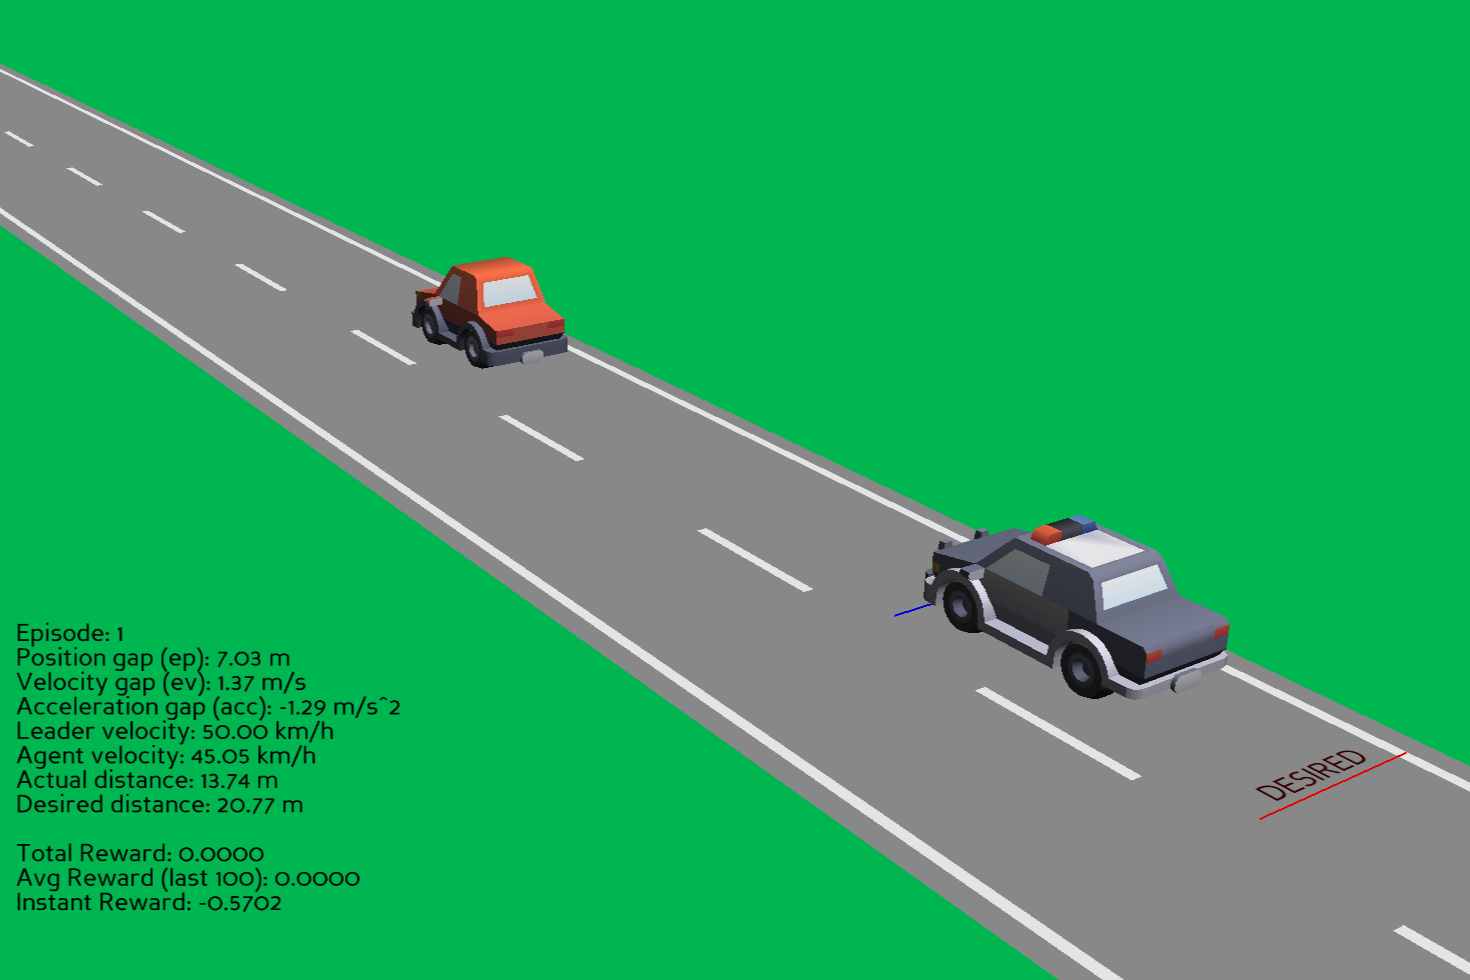 Episode: 1
Position gap (ep): 7.03 m
Velocity gap (ev): 1.37 m/s
Acceleration gap (acc): -1.29 m/s^2
Leader velocity: 50.00 km/h
Agent velocity: 45.05 km/h
Actual distance: 13.74 m
Desired distance: 20.77 m
Total Reward: 0.0000
Avg Reward (last 100): 0.0000
Instant Reward: -0.5702
DESIRED